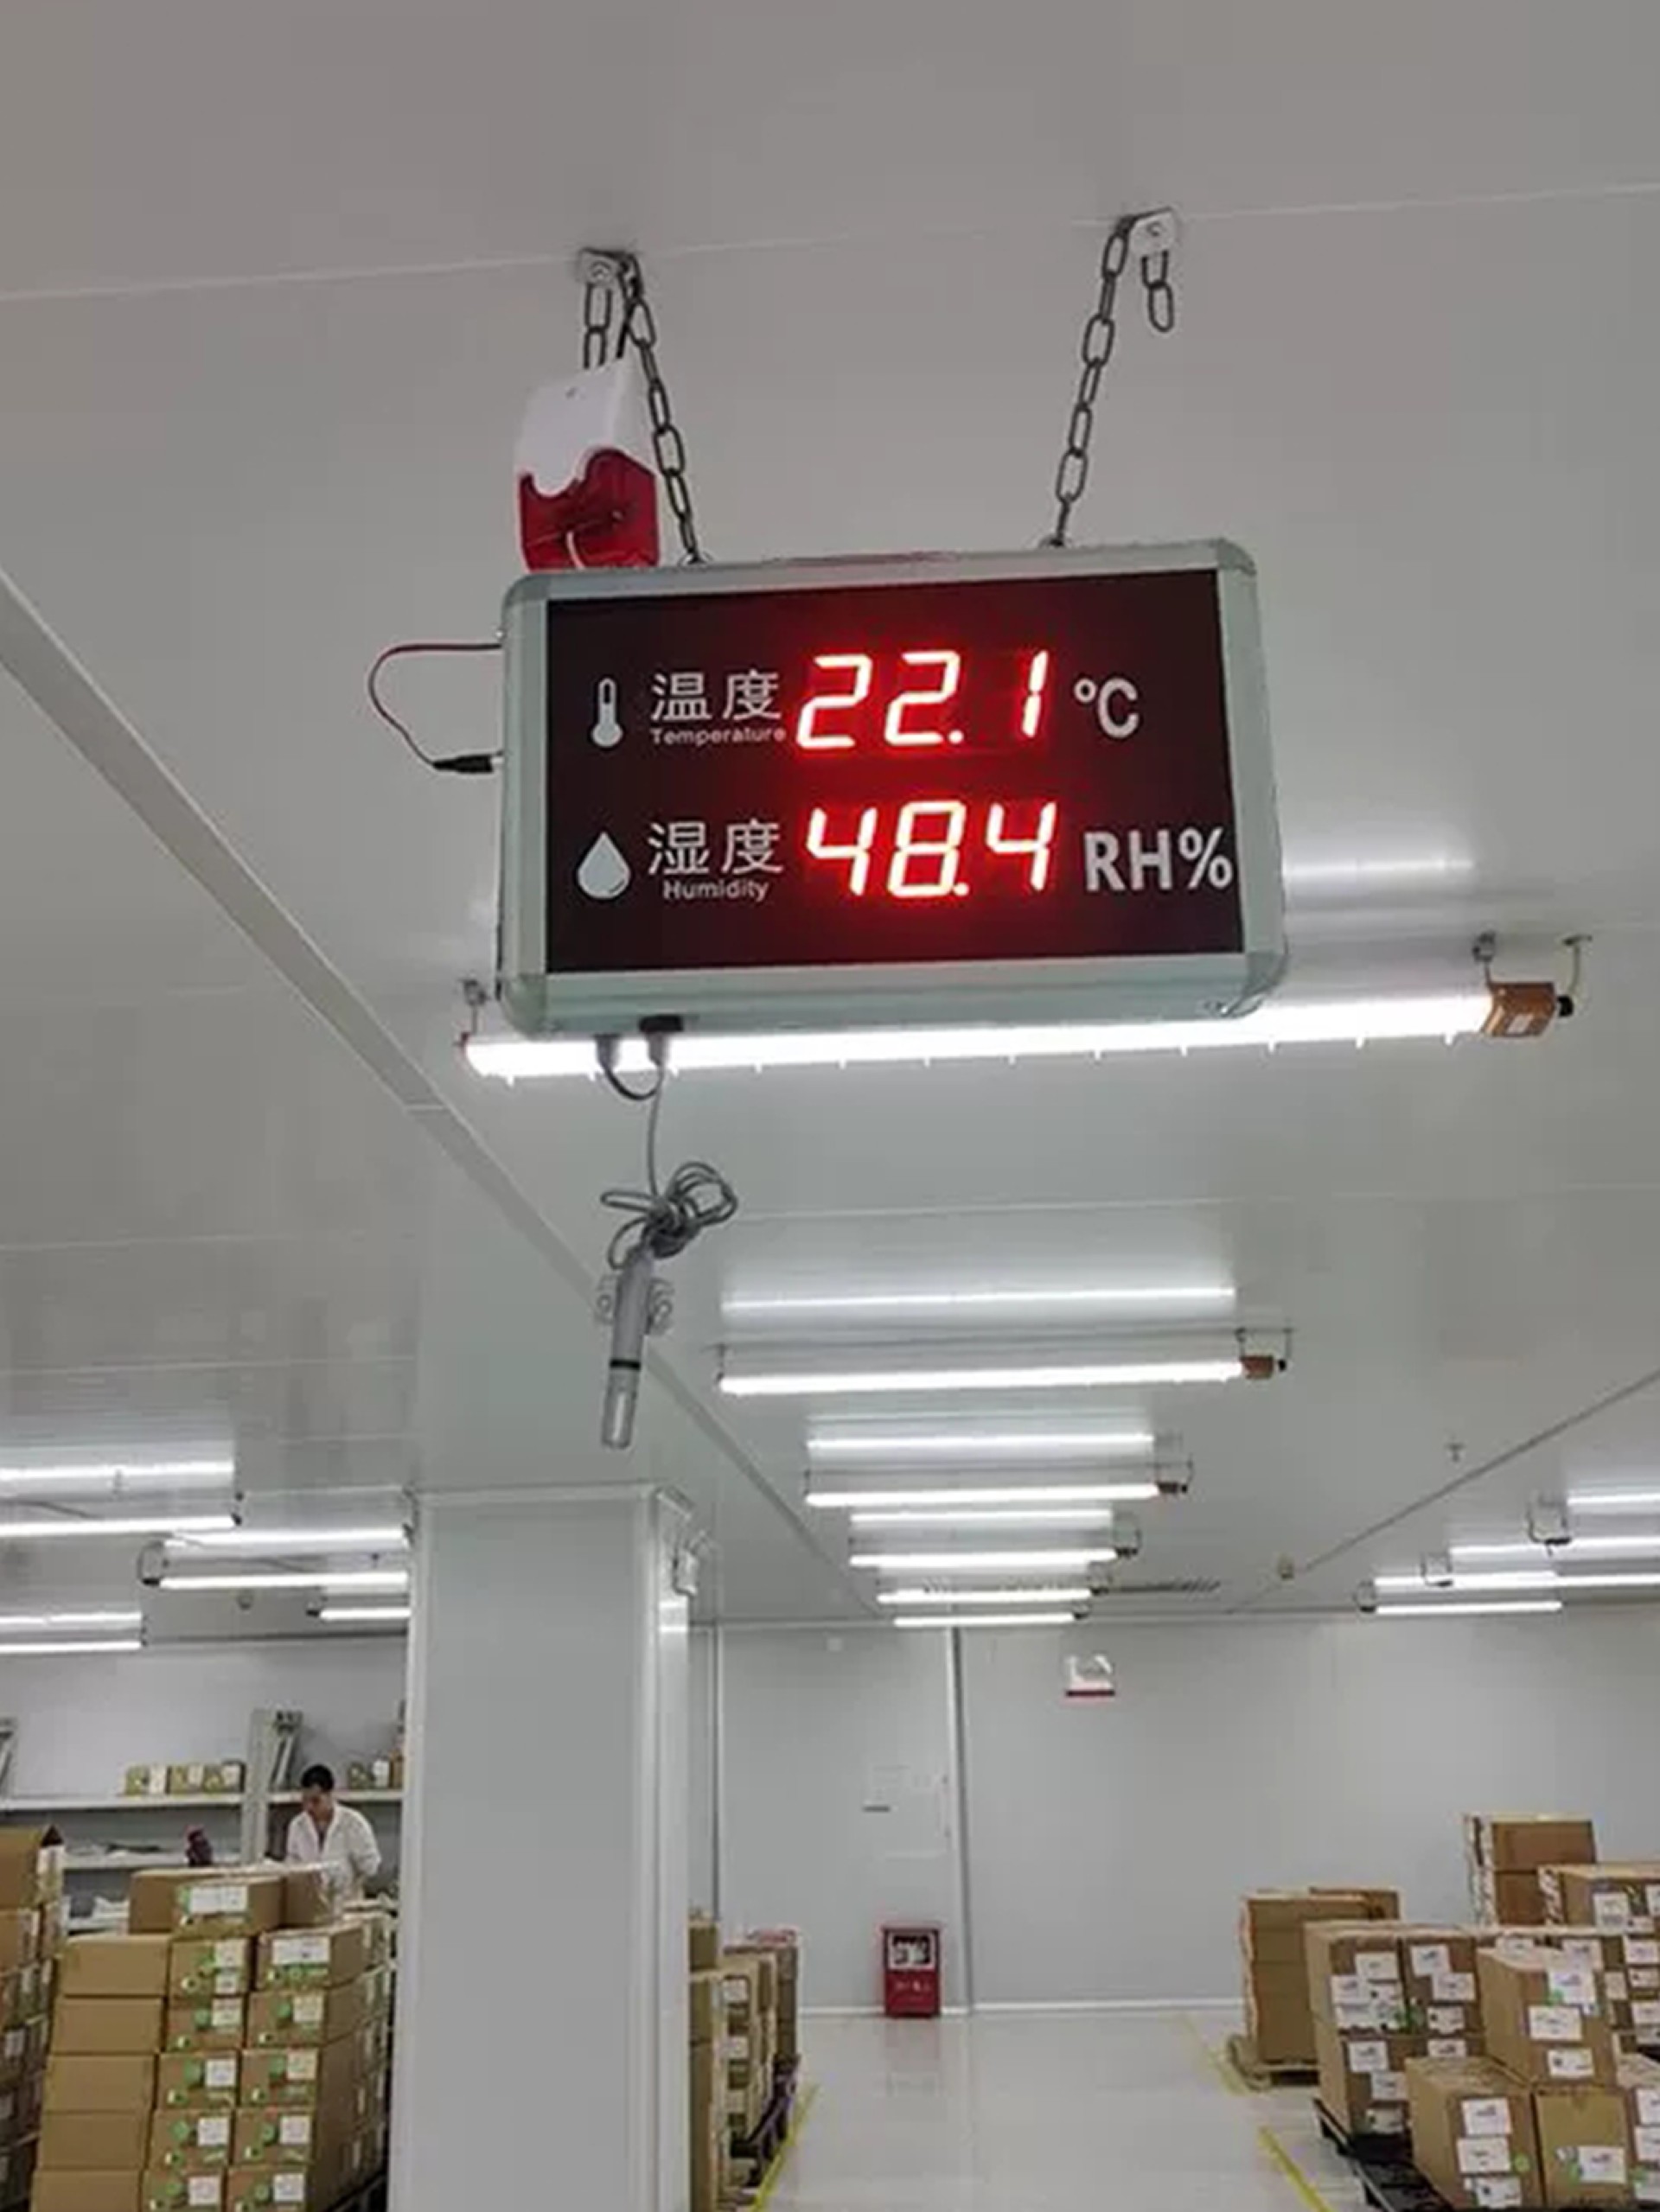 温度 22.1 °C
Temperature
湿度 48.4 RH%
Humidity